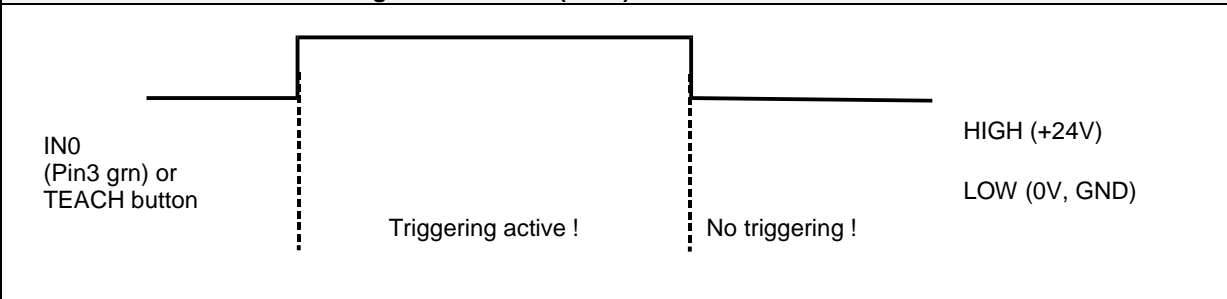 IN0
(Pin3 grn) or
TEACH button
HIGH (+24V)
LOW (0V, GND)
Triggering active !
No triggering !